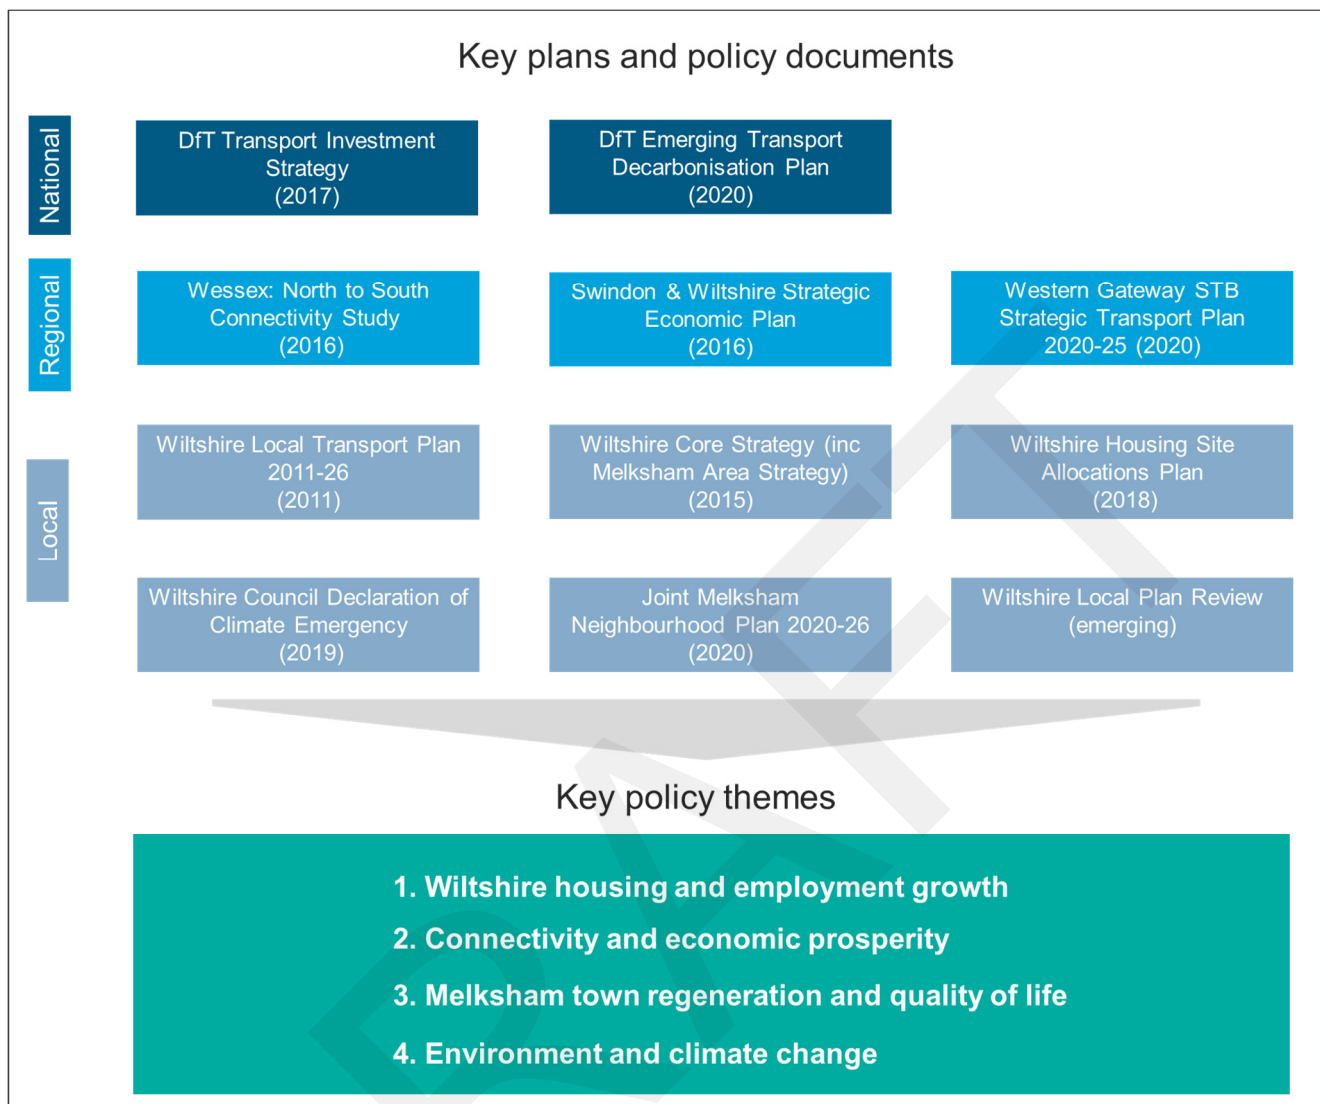 Key plans and policy documents
National
DfT Transport Investment
Strategy
(2017)
DfT Emerging Transport
Decarbonisation Plan
(2020)
Regional
Wessex: North to South
Connectivity Study
(2016)
Swindon & Wiltshire Strategic
Economic Plan
(2016)
Western Gateway STB
Strategic Transport Plan
2020-25 (2020)
Local
Wiltshire Local Transport Plan
2011-26
(2011)
Wiltshire Core Strategy (inc
Melksham Area Strategy)
(2015)
Wiltshire Housing Site
Allocations Plan
(2018)
Wiltshire Council Declaration of
Climate Emergency
(2019)
Joint Melksham
Neighbourhood Plan 2020-26
(2020)
Wiltshire Local Plan Review
(emerging)
Key policy themes
1. Wiltshire housing and employment growth
2. Connectivity and economic prosperity
3. Melksham town regeneration and quality of life
4. Environment and climate change
RAFT